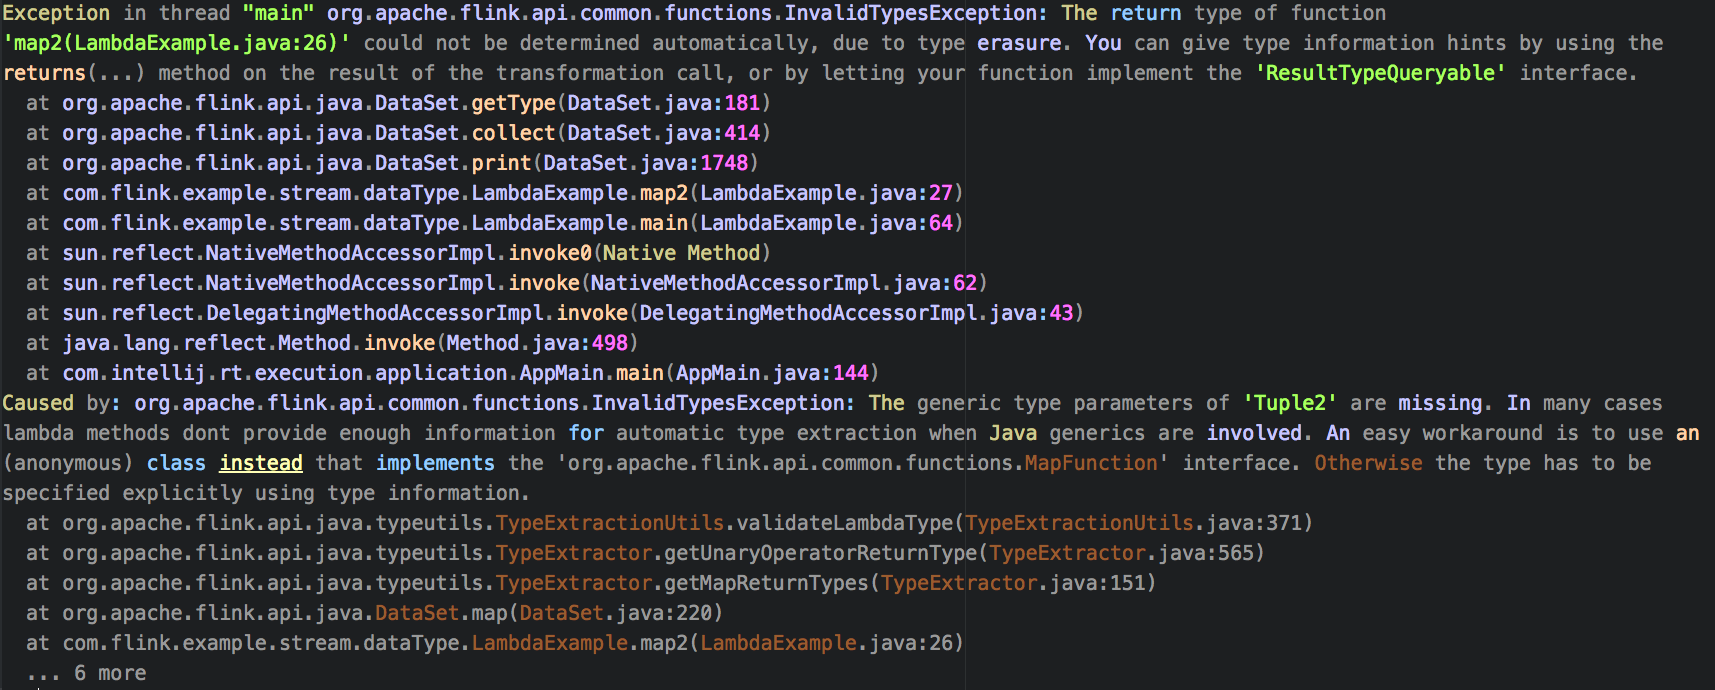 Exception in thread "main" org.apache.flink.api.common.functions.InvalidTypesException: The return type of function
'map2(LambdaExample.java:26)' could not be determined automatically, due to type erasure. You can give type information hints by using the
returns(...) method on the result of the transformation call, or by letting your function implement the 'ResultTypeQueryable' interface.
at org.apache.flink.api.java.DataSet.getType(DataSet.java:181)
at org.apache.flink.api.java.DataSet.collect(DataSet.java:414)
at org.apache.flink.api.java.DataSet.print(DataSet.java:1748)
at com.flink.example.stream.dataType.LambdaExample.map2(LambdaExample.java:27)
at com.flink.example.stream.dataType.LambdaExample.main(LambdaExample.java:64)
at sun.reflect.NativeMethodAccessorImpl.invoke0(Native Method)
at sun.reflect.NativeMethodAccessorImpl.invoke(NativeMethodAccessorImpl.java:62)
at sun.reflect.DelegatingMethodAccessorImpl.invoke(DelegatingMethodAccessorImpl.java:43)
at java.lang.reflect.Method.invoke(Method.java:498)
at com.intellij.rt.execution.application.AppMain.main(AppMain.java:144)
Caused by: org.apache.flink.api.common.functions.InvalidTypesException: The generic type parameters of 'Tuple2' are missing. In many cases
lambda methods dont provide enough information for automatic type extraction when Java generics are involved. An easy workaround is to use an
(anonymous) class instead that implements the 'org.apache.flink.api.common.functions.MapFunction' interface. Otherwise the type has to be
specified explicitly using type information.
at org.apache.flink.api.java.typeutils.TypeExtractionUtils.validateLambdaType(TypeExtractionUtils.java:371)
at org.apache.flink.api.java.typeutils.TypeExtractor.getUnaryOperatorReturnType(TypeExtractor.java:565)
at org.apache.flink.api.java.typeutils.TypeExtractor.getMapReturnTypes(TypeExtractor.java:151)
at org.apache.flink.api.java.DataSet.map(DataSet.java:220)
at com.flink.example.stream.dataType.LambdaExample.map2(LambdaExample.java:26)
... 6 more